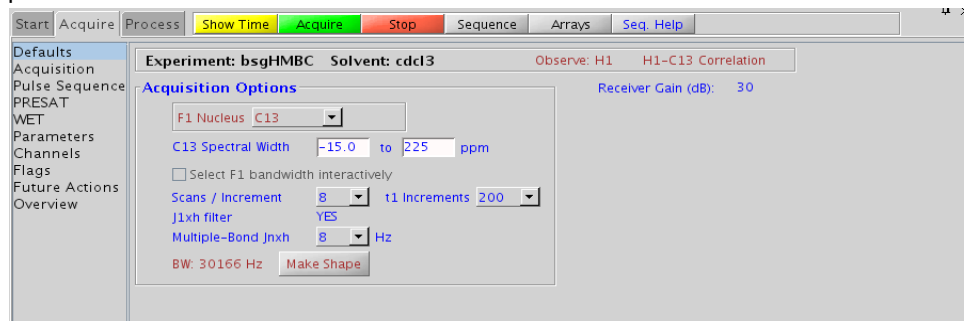 Start Acquire Process Show Time Acquire Stop Sequence Arrays Seq. Help
Defaults
Acquisition
Pulse Sequence
PRESAT
WET
Parameters
Channels
Flags
Future Actions
Overview
Experiment: bsgHMBC Solvent: cdcl3 Observe: H1 H1-C13 Correlation
Acquisition Options Receiver Gain (dB): 30
F1 Nucleus C13
C13 Spectral Width -15.0 to 225 ppm
Select F1 bandwidth interactively
Scans / Increment 8 t1 Increments 200
J1xh filter YES
Multiple-Bond Jnxh 8 Hz
BW: 30166 Hz Make Shape